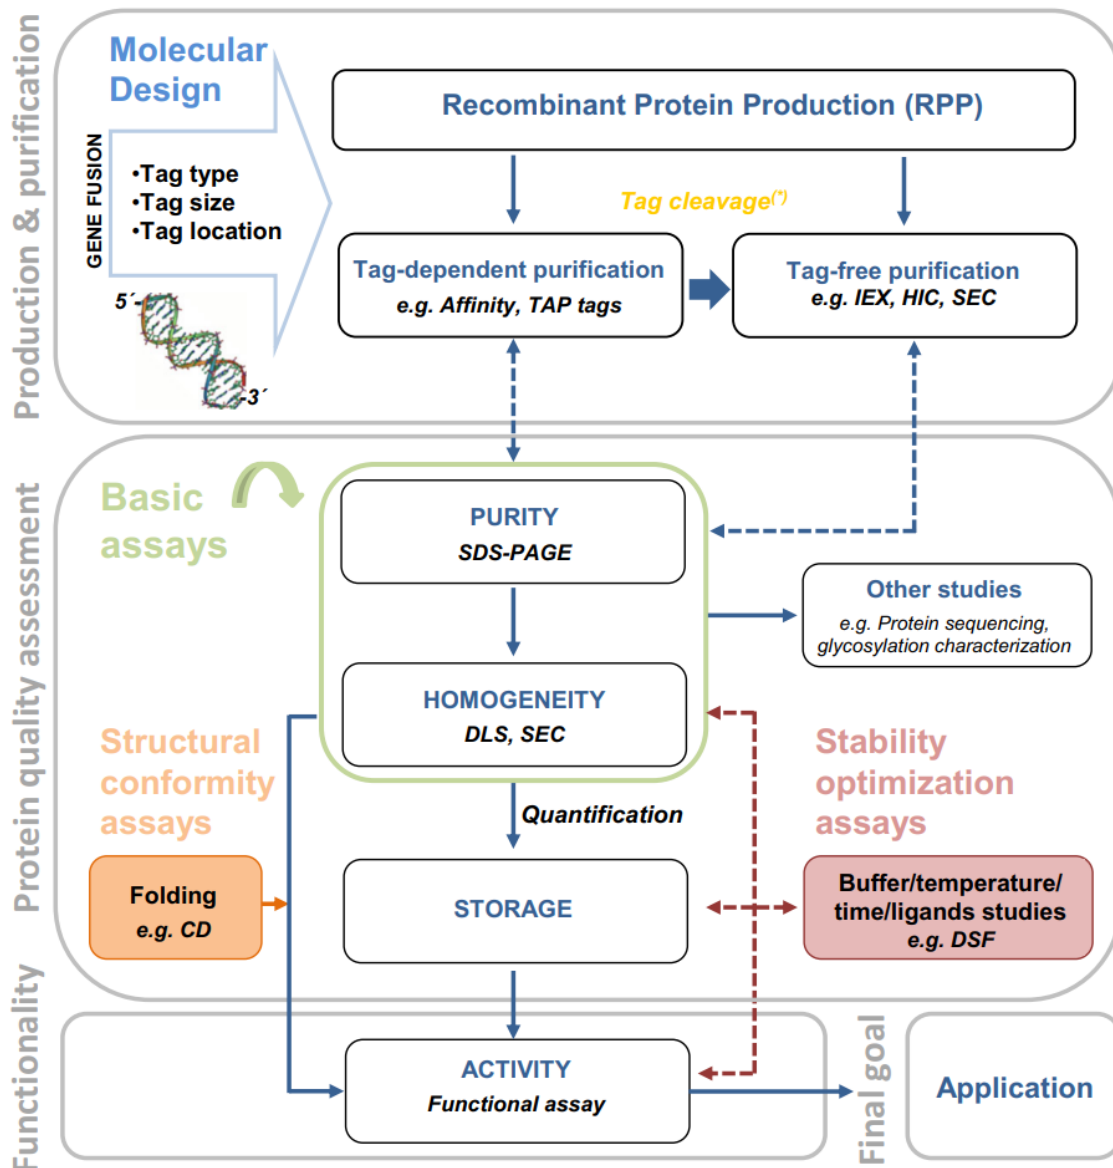 Production & purification
Molecular
Design
GENE FUSION
•Tag type
•Tag size
•Tag location
5´-
-3´
Recombinant Protein Production (RPP)
Tag cleavage(*)
Tag-dependent purification
e.g. Affinity, TAP tags
Tag-free purification
e.g. IEX, HIC, SEC
Protein quality assessment
Basic
assays
PURITY
SDS-PAGE
Other studies
e.g. Protein sequencing,
glycosylation characterization
HOMOGENEITY
DLS, SEC
Structural
conformity
assays
Stability
optimization
assays
Quantification
Folding
e.g. CD
STORAGE
Buffer/temperature/
time/ligands studies
e.g. DSF
Functionality
ACTIVITY
Functional assay
Final goal
Application